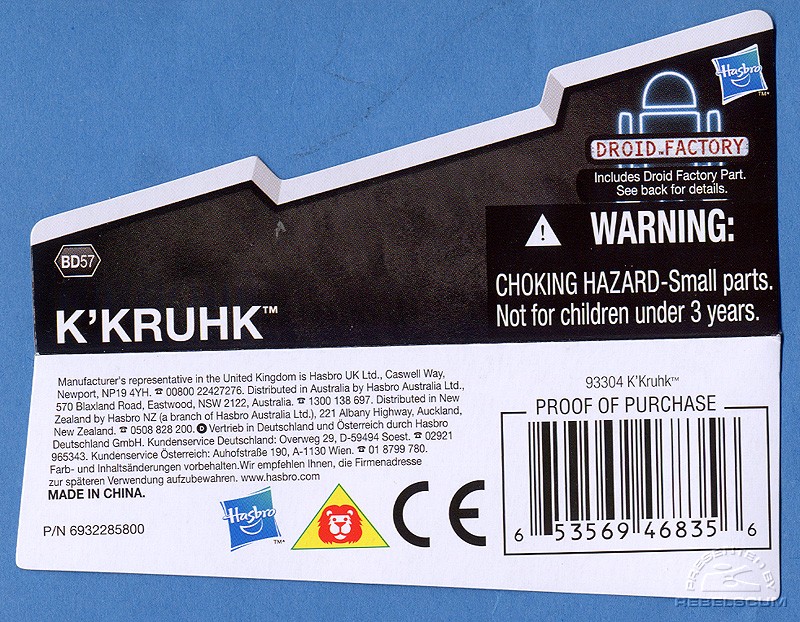 Hasbro
TM*
DROID FACTORY
Includes Droid Factory Part.
See back for details.
WARNING:
CHOKING HAZARD-Small parts.
Not for children under 3 years.
BD57
K'KRUHK™
Manufacturer's representative in the United Kingdom is Hasbro UK Ltd., Caswell Way,
Newport, NP19 4YH. ☎ 00800 22427276. Distributed in Australia by Hasbro Australia Ltd.,
570 Blaxland Road, Eastwood, NSW 2122, Australia. ☎ 1300 138 697. Distributed in New
Zealand by Hasbro NZ (a branch of Hasbro Australia Ltd.), 221 Albany Highway, Auckland,
New Zealand. ☎ 0508 828 200. D Vertrieb in Deutschland und Österreich durch Hasbro
Deutschland GmbH. Kundenservice Deutschland: Overweg 29, D-59494 Soest. ☎ 02921
965343. Kundenservice Österreich: Auhofstraße 190, A-1130 Wien. ☎ 01 8799 780.
Farb- und Inhaltsänderungen vorbehalten.Wir empfehlen Ihnen, die Firmenadresse
zur späteren Verwendung aufzubewahren. www.hasbro.com
MADE IN CHINA.
P/N 6932285800
Hasbro
TM*
CE
93304 K'Kruhk™
PROOF OF PURCHASE
6 53569 46835 6
PRESENTED BY
REBELSCUM